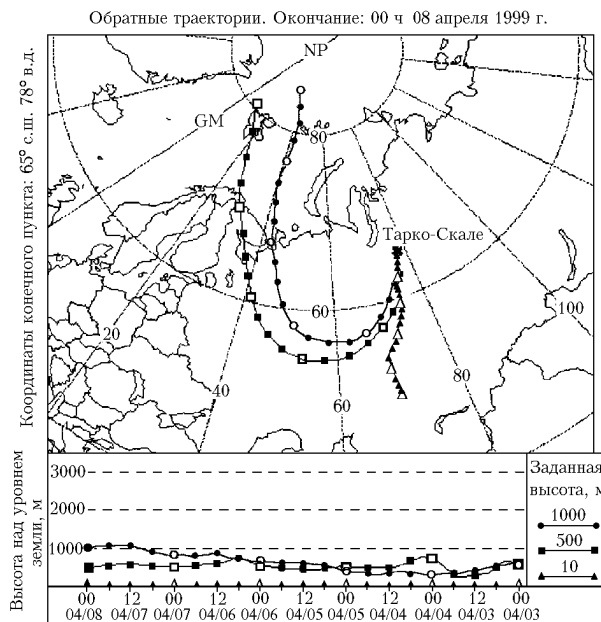 Обратные траектории. Окончание: 00 ч 08 апреля 1999 г.
Координаты конечного пункта: 65° с.ш. 78° в.д.
NP
GM
80
Тарко-Скале
60
100
20
40
60
80
Высота над уровнем
земли, м
3000
2000
1000
Заданная
высота, м
1000
500
10
00 12 00 12 00 12 00 12 00 12 00
04/08 04/07 04/07 04/06 04/06 04/05 04/05 04/04 04/04 04/03 04/03